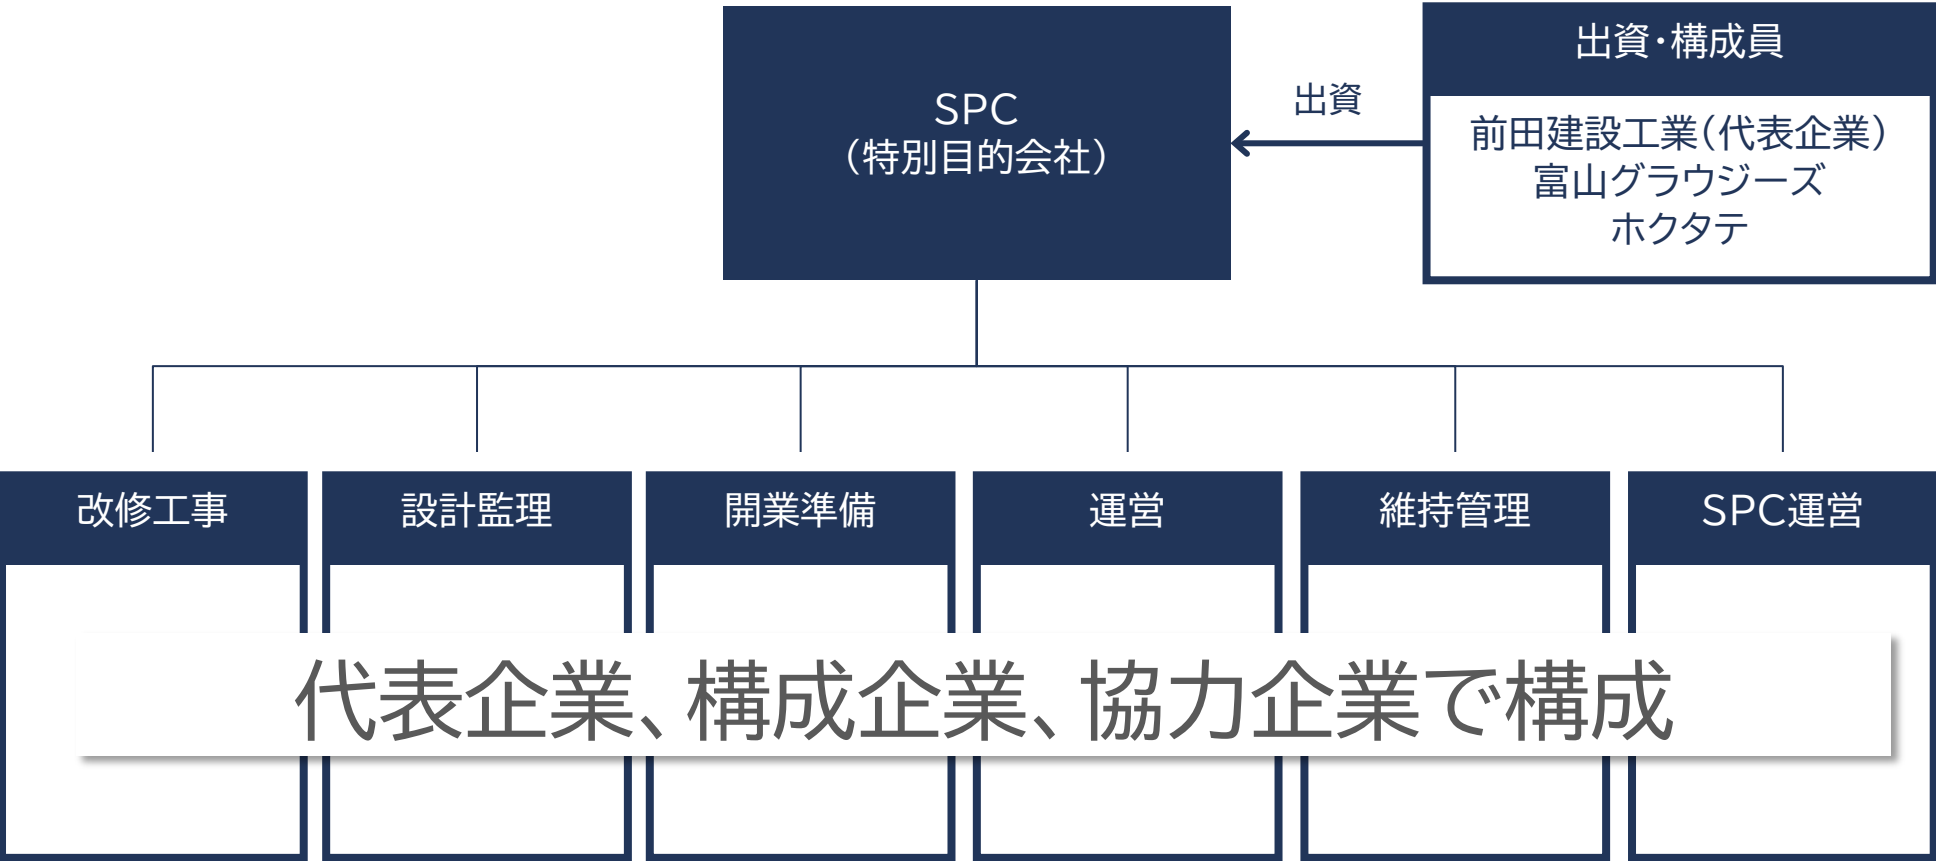 SPC
（特別目的会社）
出資
出資・構成員
前田建設工業（代表企業）
富山グラウジーズ
ホクタテ
改修工事
設計監理
開業準備
運営
維持管理
SPC運営
代表企業、構成企業、協力企業で構成